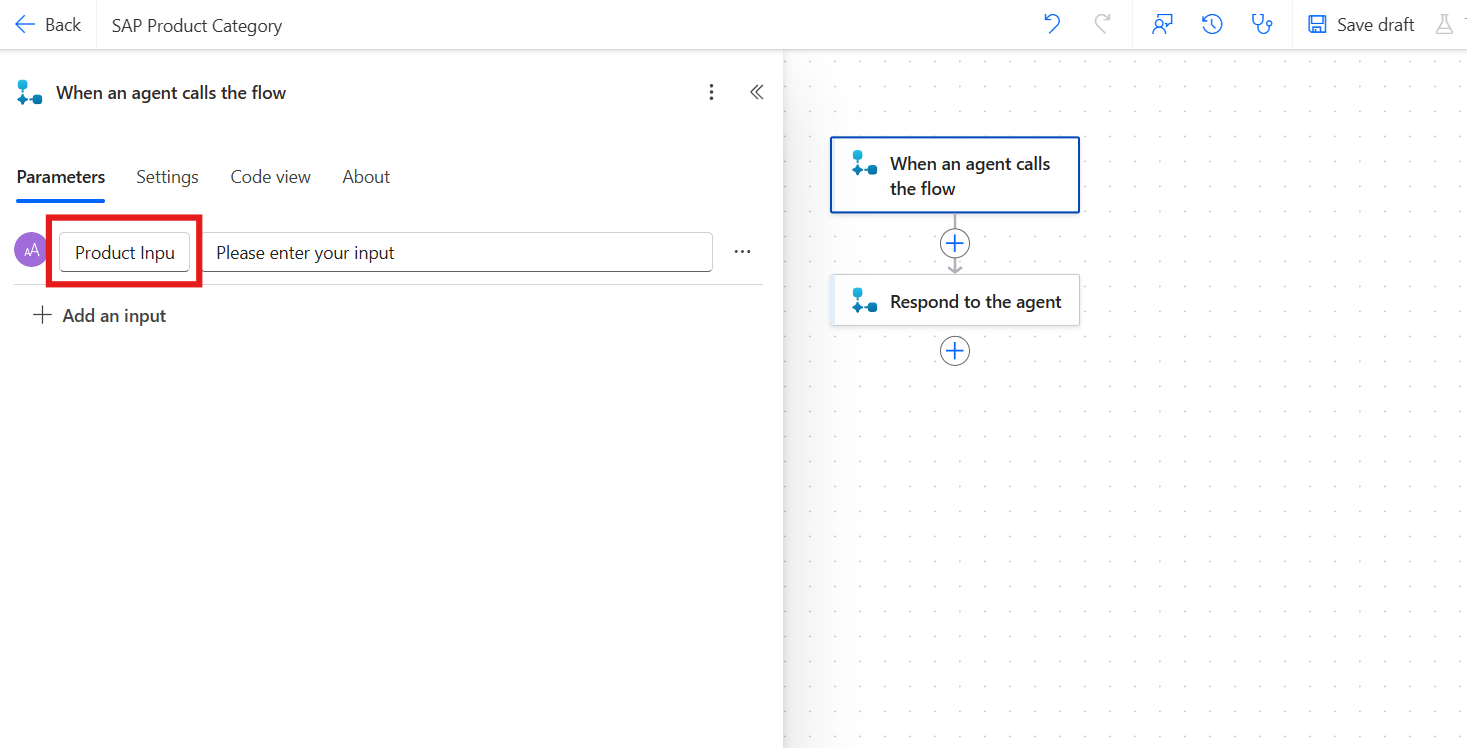 Back
SAP Product Category
Save draft
When an agent calls the flow
Parameters
Settings
Code view
About
AA
Product Inpu
Please enter your input
Add an input
When an agent calls
the flow
Respond to the agent